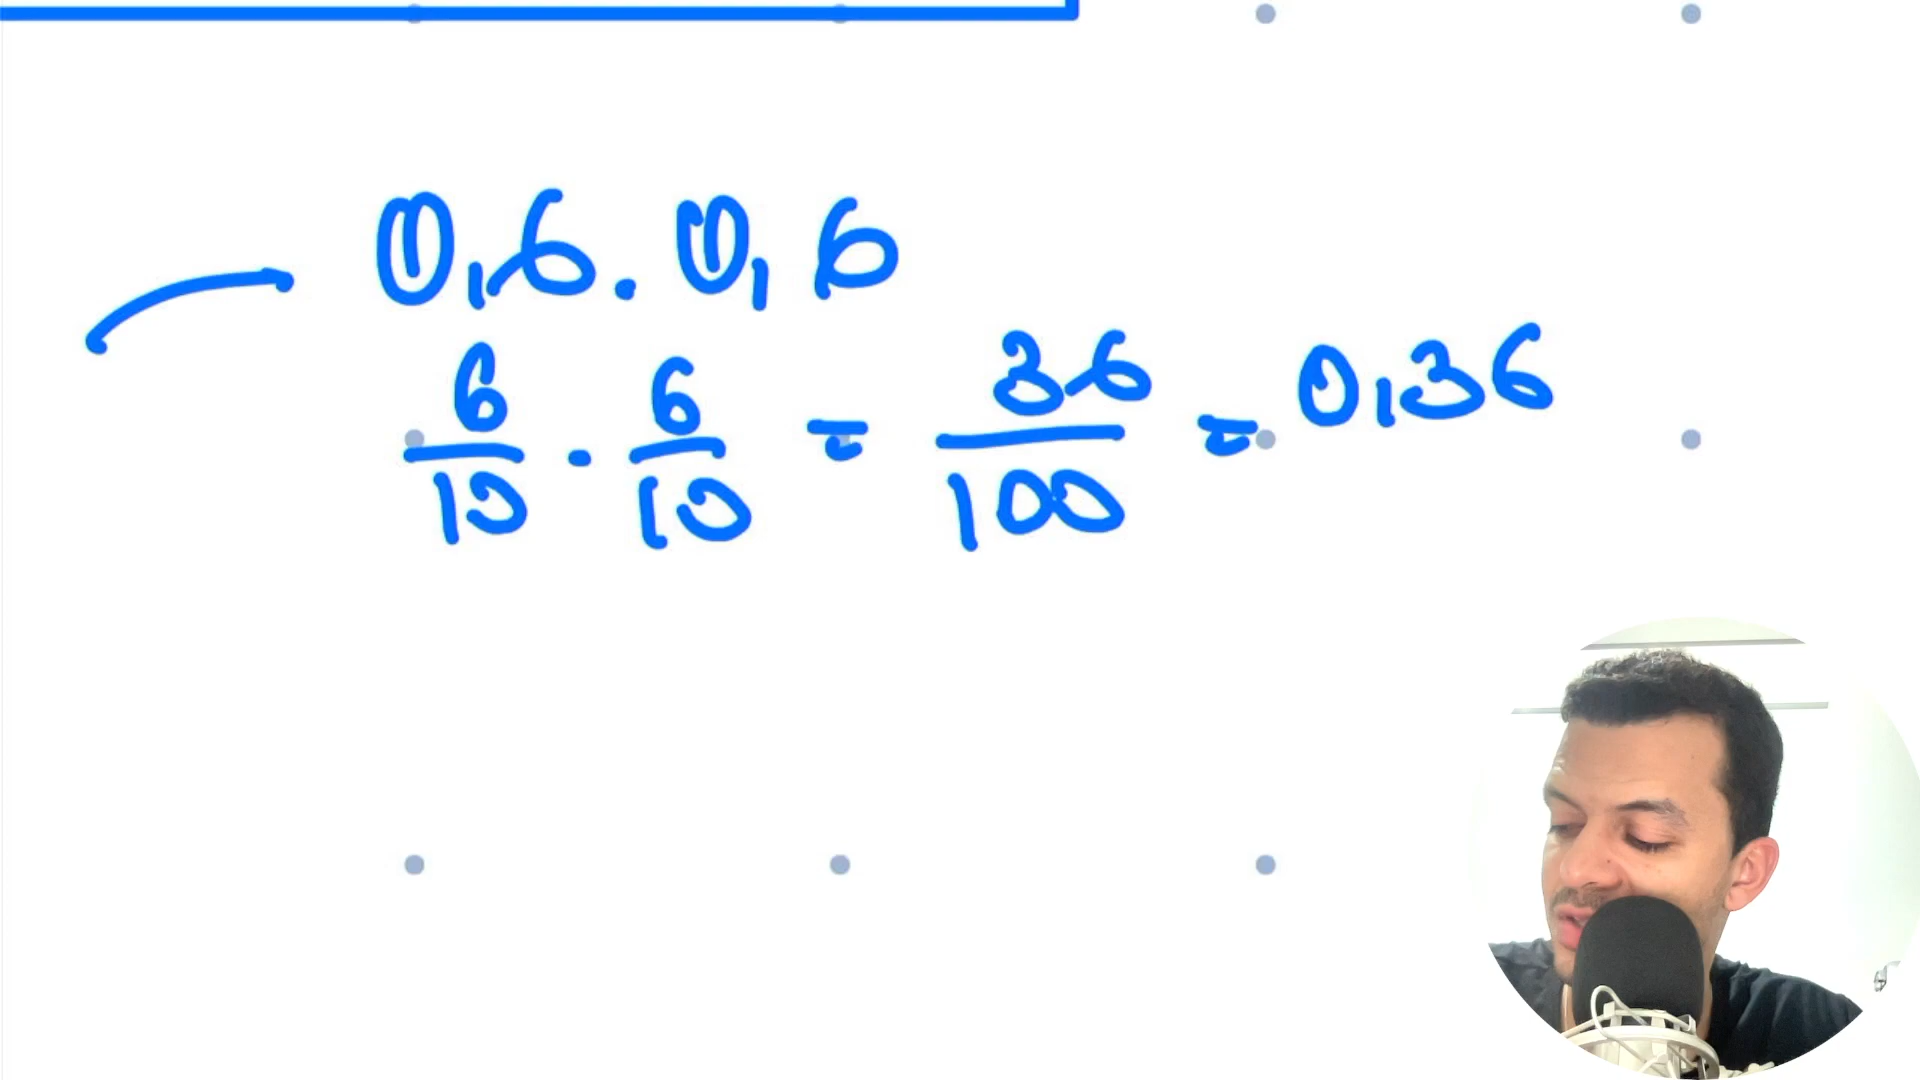 0,6 . 0,6
6/10 . 6/10 = 36/100 = 0,36